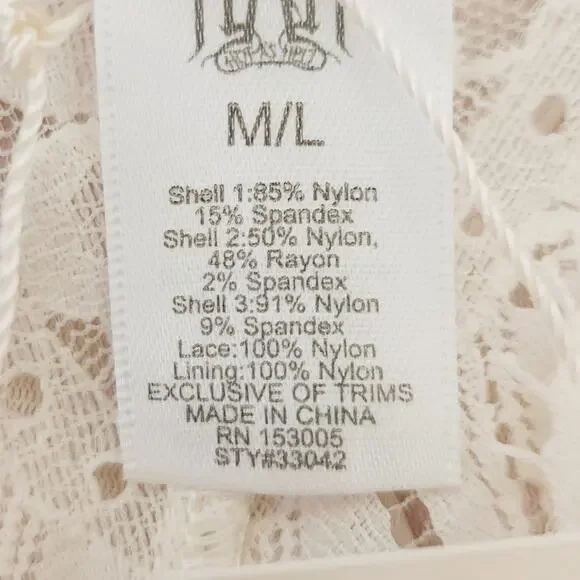 M/L
Shell 1:85% Nylon
15% Spandex
Shell 2:50% Nylon,
48% Rayon
2% Spandex
Shell 3:91% Nylon
9% Spandex
Lace:100% Nylon
Lining:100% Nylon
EXCLUSIVE OF TRIMS
MADE IN CHINA
RN 153005
STY#33042